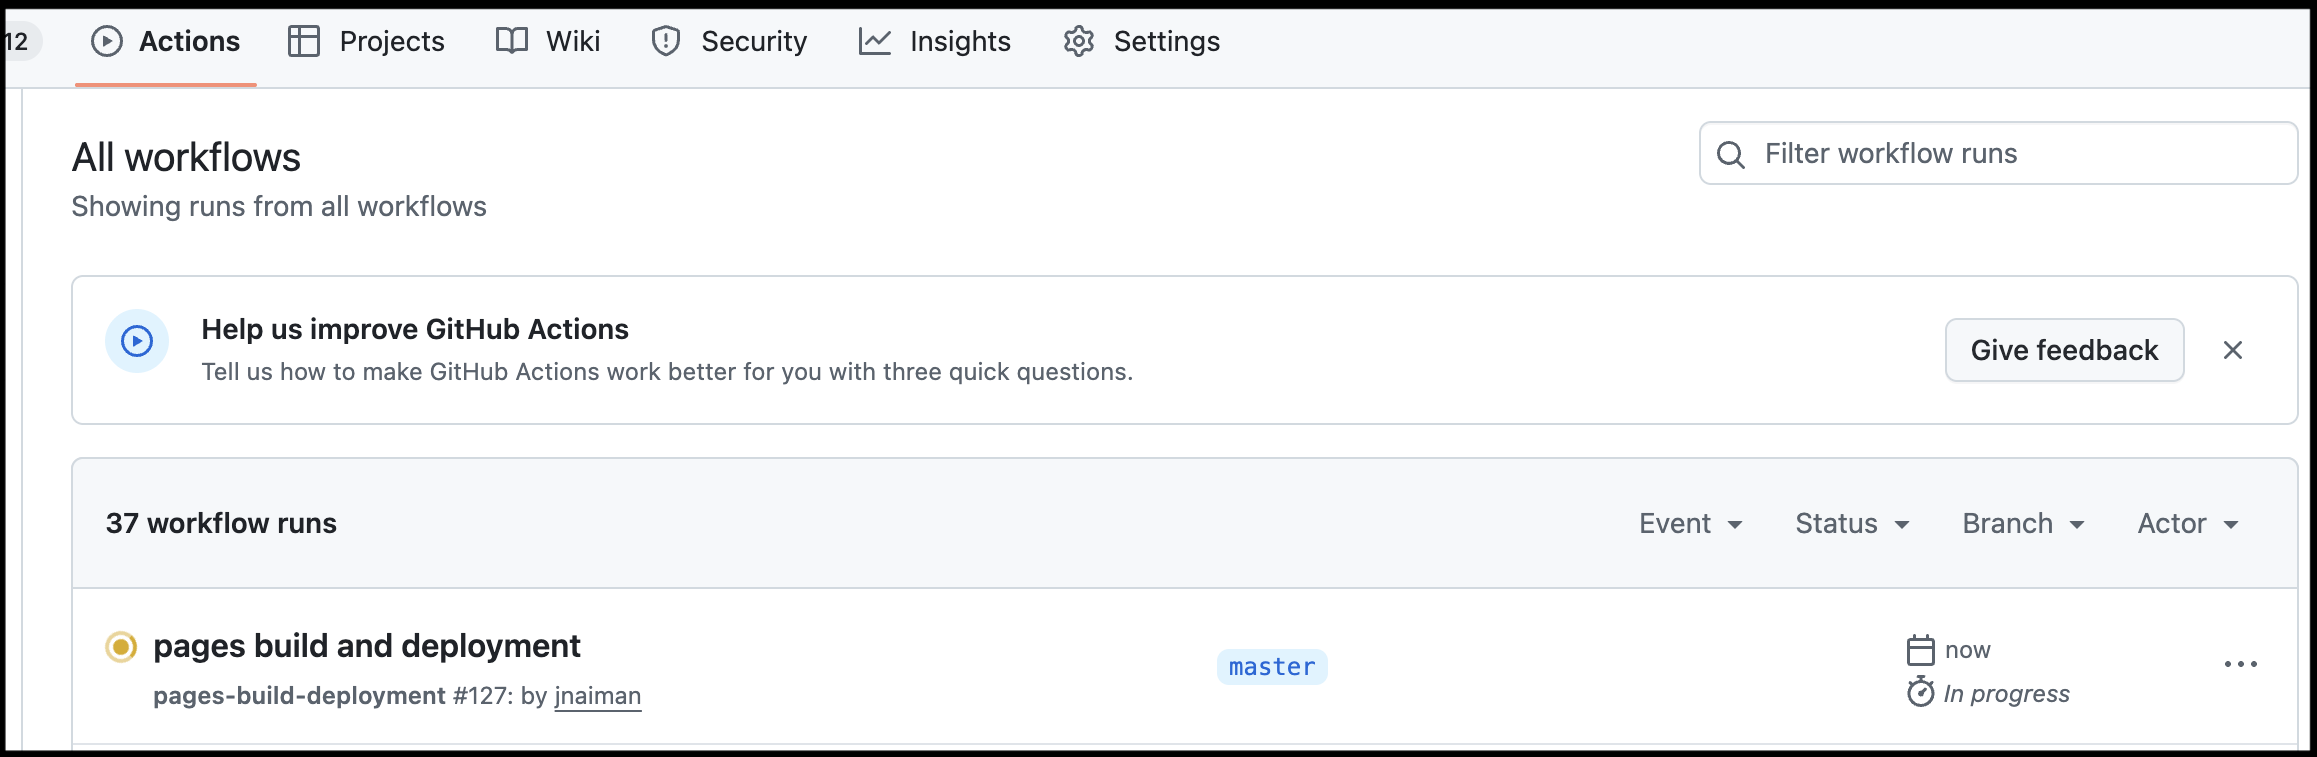 12 Actions Projects Wiki Security Insights Settings
All workflows
Filter workflow runs
Showing runs from all workflows
Help us improve GitHub Actions
Tell us how to make GitHub Actions work better for you with three quick questions.
Give feedback
37 workflow runs Event Status Branch Actor
pages build and deployment
pages-build-deployment #127: by jnaiman
master
now
In progress